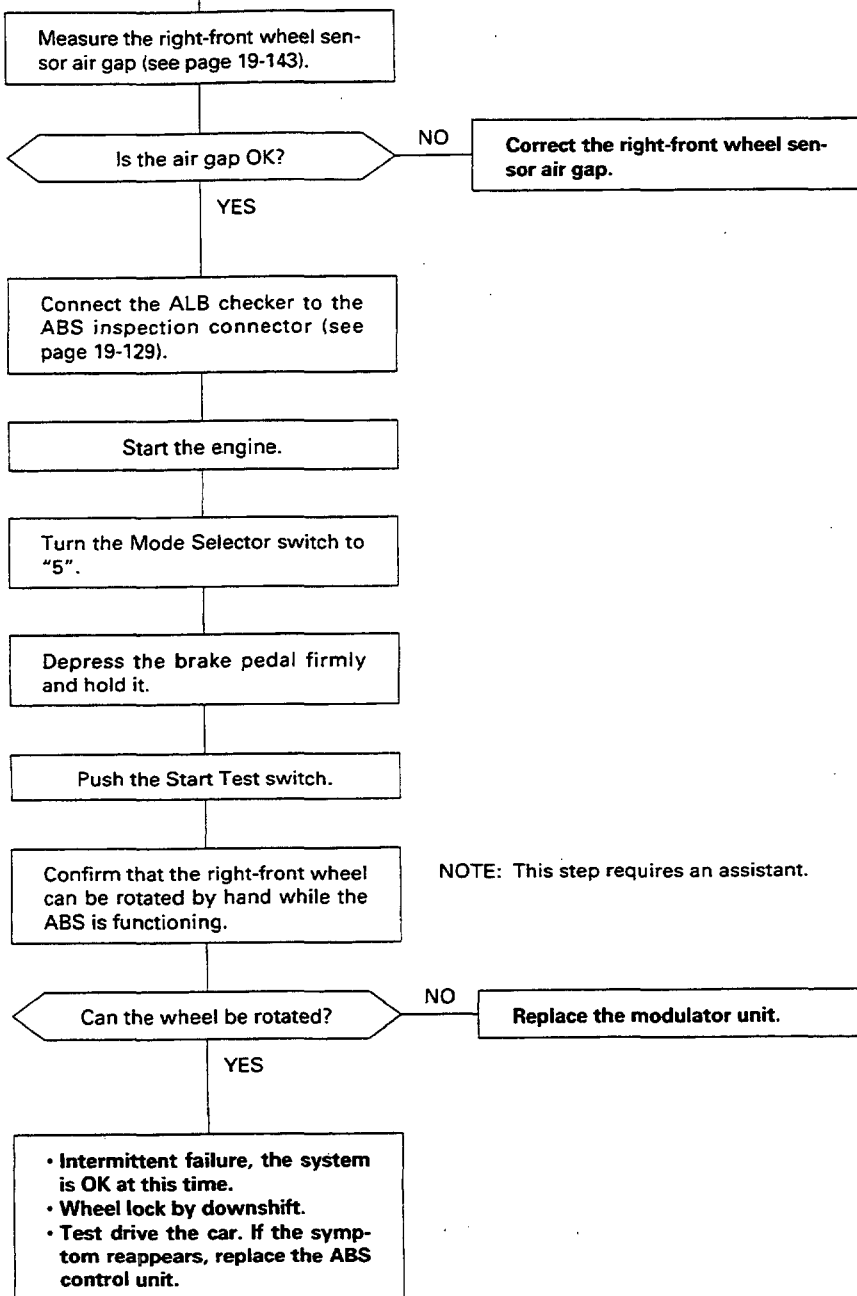 Measure the right-front wheel sen-
sor air gap (see page 19-143).
Is the air gap OK?
NO
Correct the right-front wheel sen-
sor air gap.
YES
Connect the ALB checker to the
ABS inspection connector (see
page 19-129).
Start the engine.
Turn the Mode Selector switch to
"5".
Depress the brake pedal firmly
and hold it.
Push the Start Test switch.
Confirm that the right-front wheel
can be rotated by hand while the
ABS is functioning.
NOTE: This step requires an assistant.
Can the wheel be rotated?
NO
Replace the modulator unit.
YES
• Intermittent failure, the system
is OK at this time.
• Wheel lock by downshift.
• Test drive the car. If the symp-
tom reappears, replace the ABS
control unit.